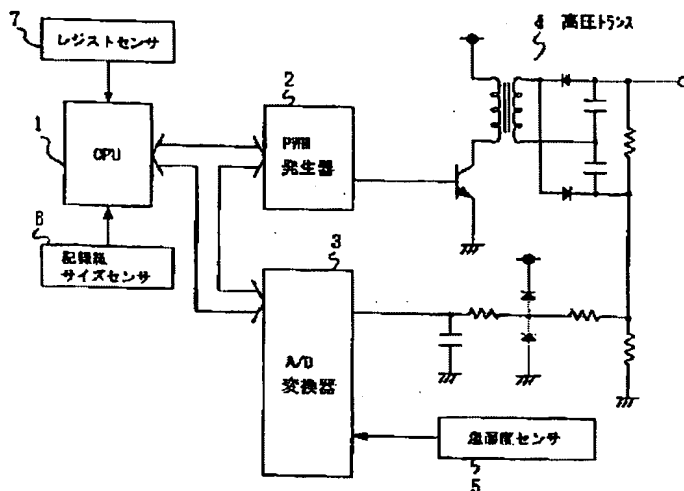 7
レジストセンサ
4 高圧トランス
2
1
CPU
PWM
発生器
8
記録紙
サイズセンサ
3
A/D
変換器
温湿度センサ
5